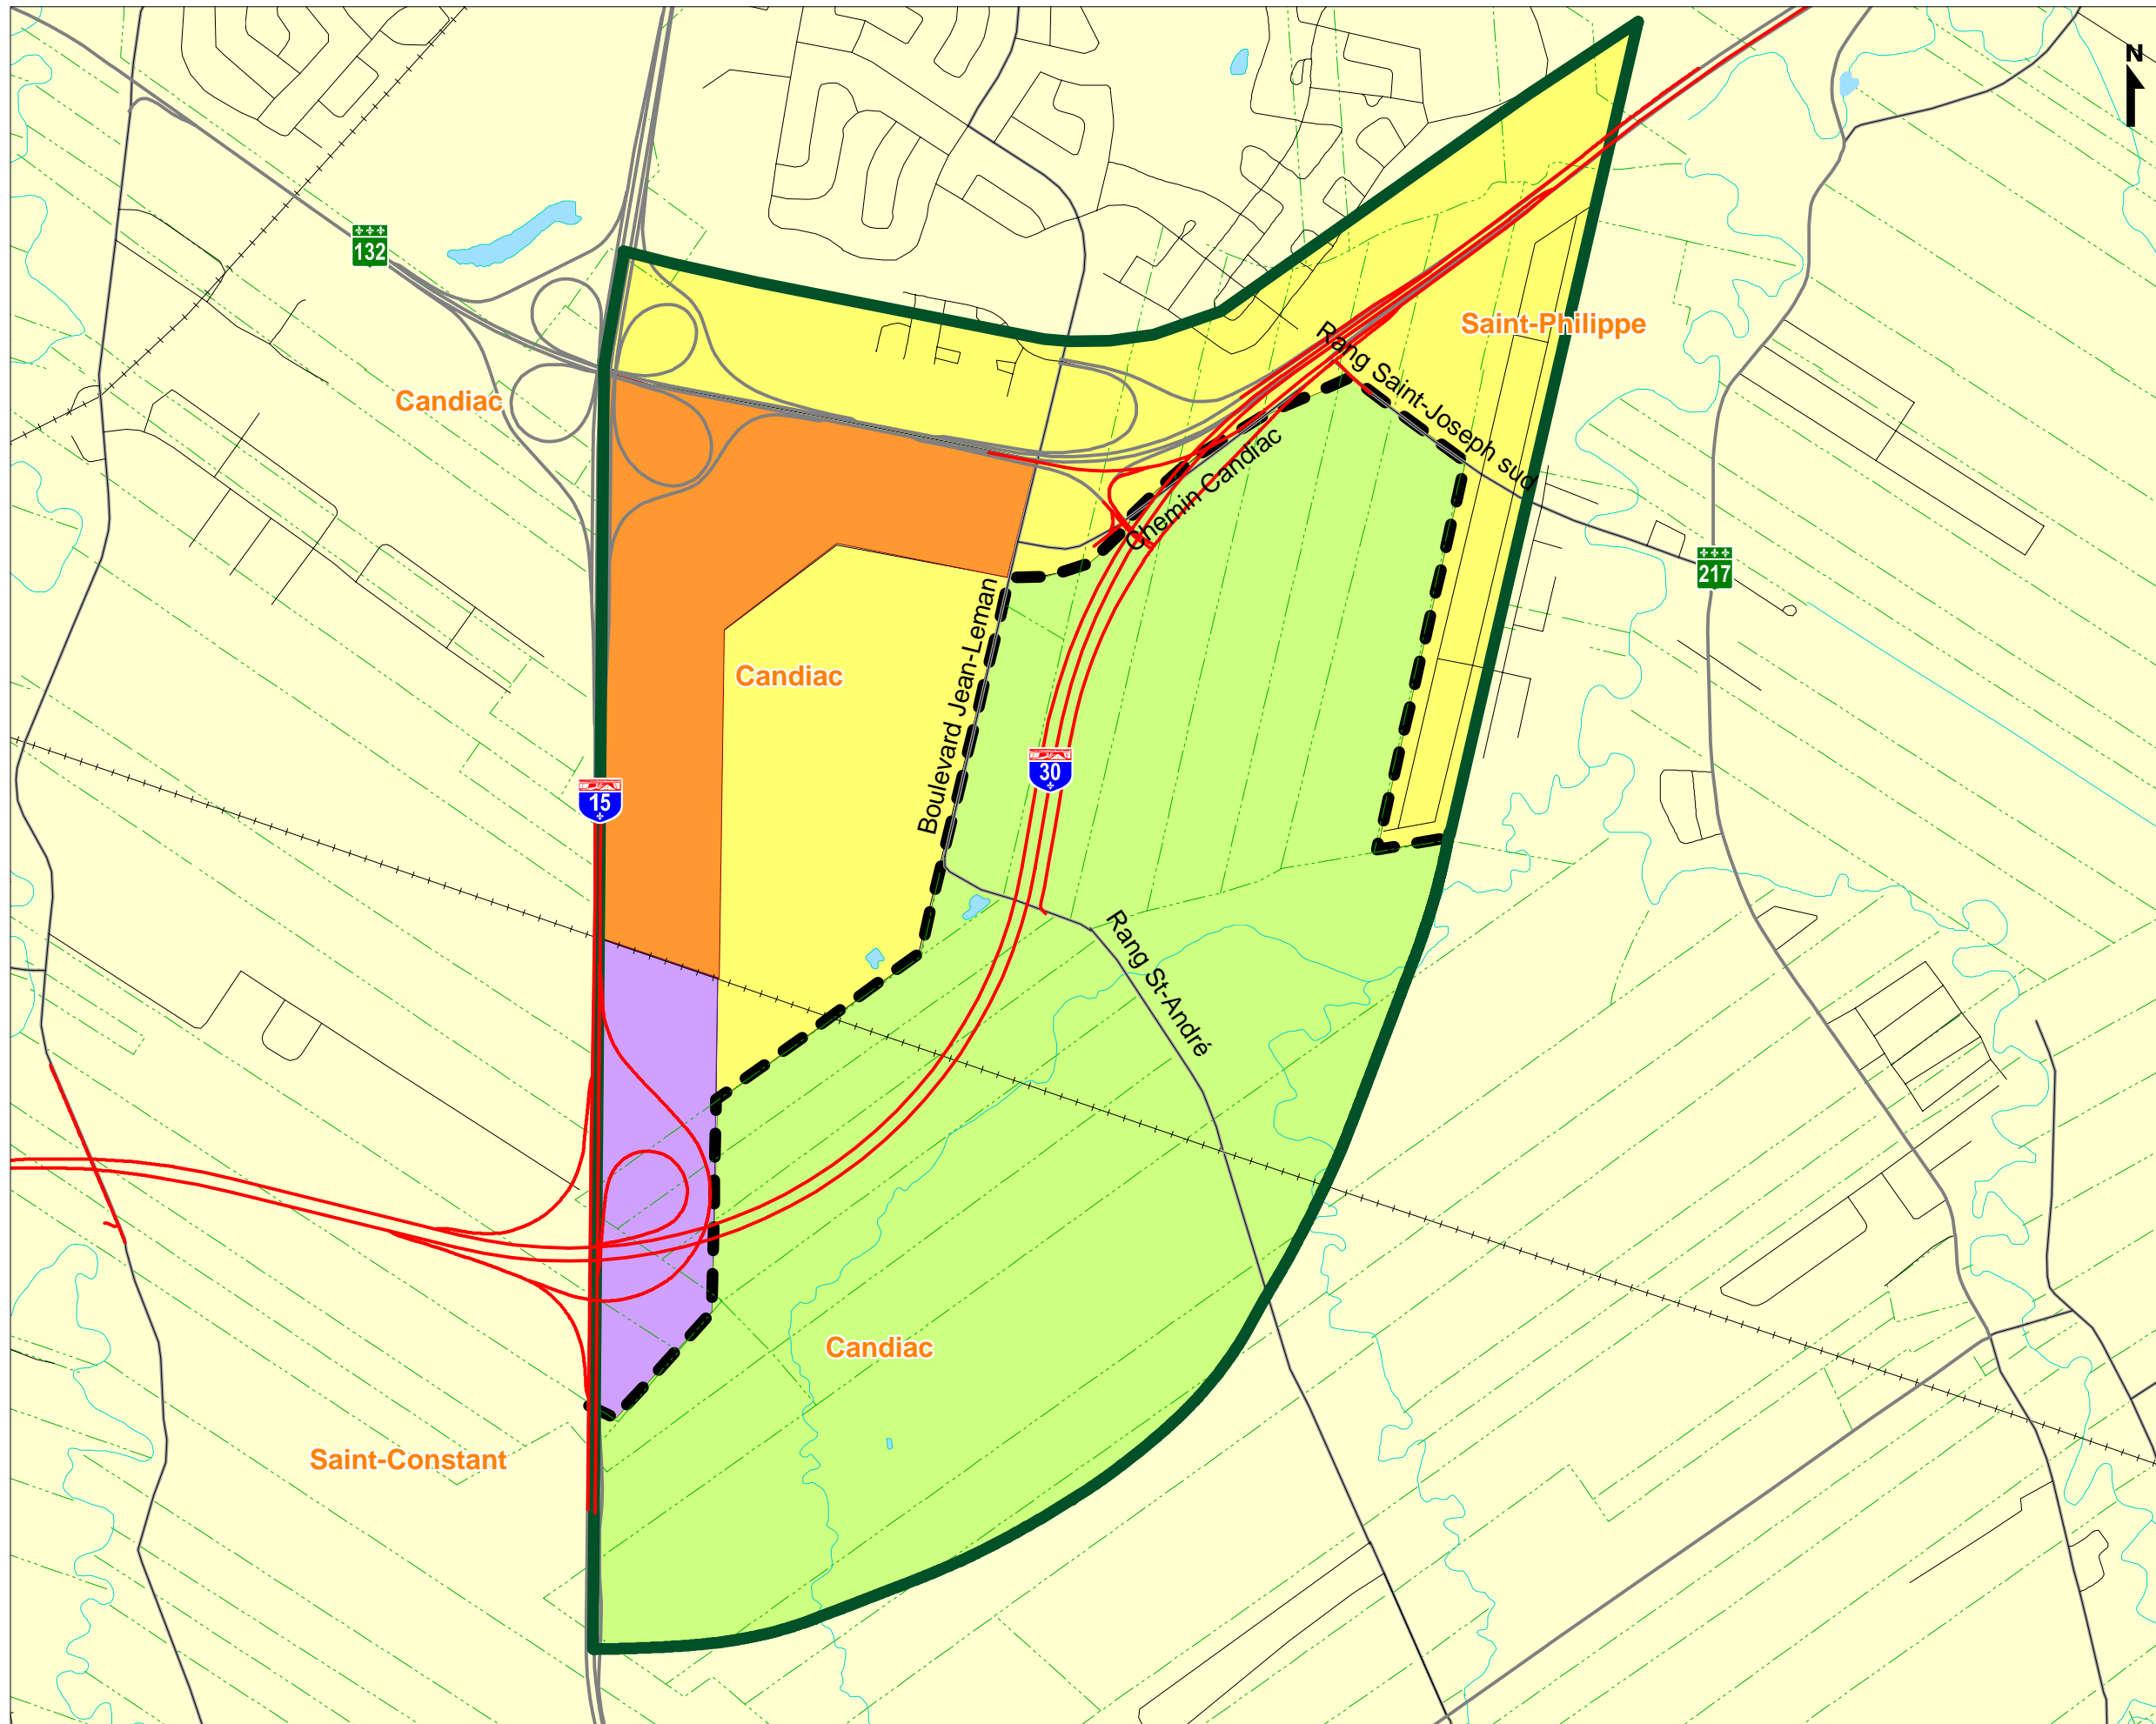 N
132
Saint-Philippe
Rang Saint-Joseph sud
Candiac
Chemin Candiac
217
Boulevard Jean-Leman
Candiac
30
15
Rang St-André
Candiac
Saint-Constant